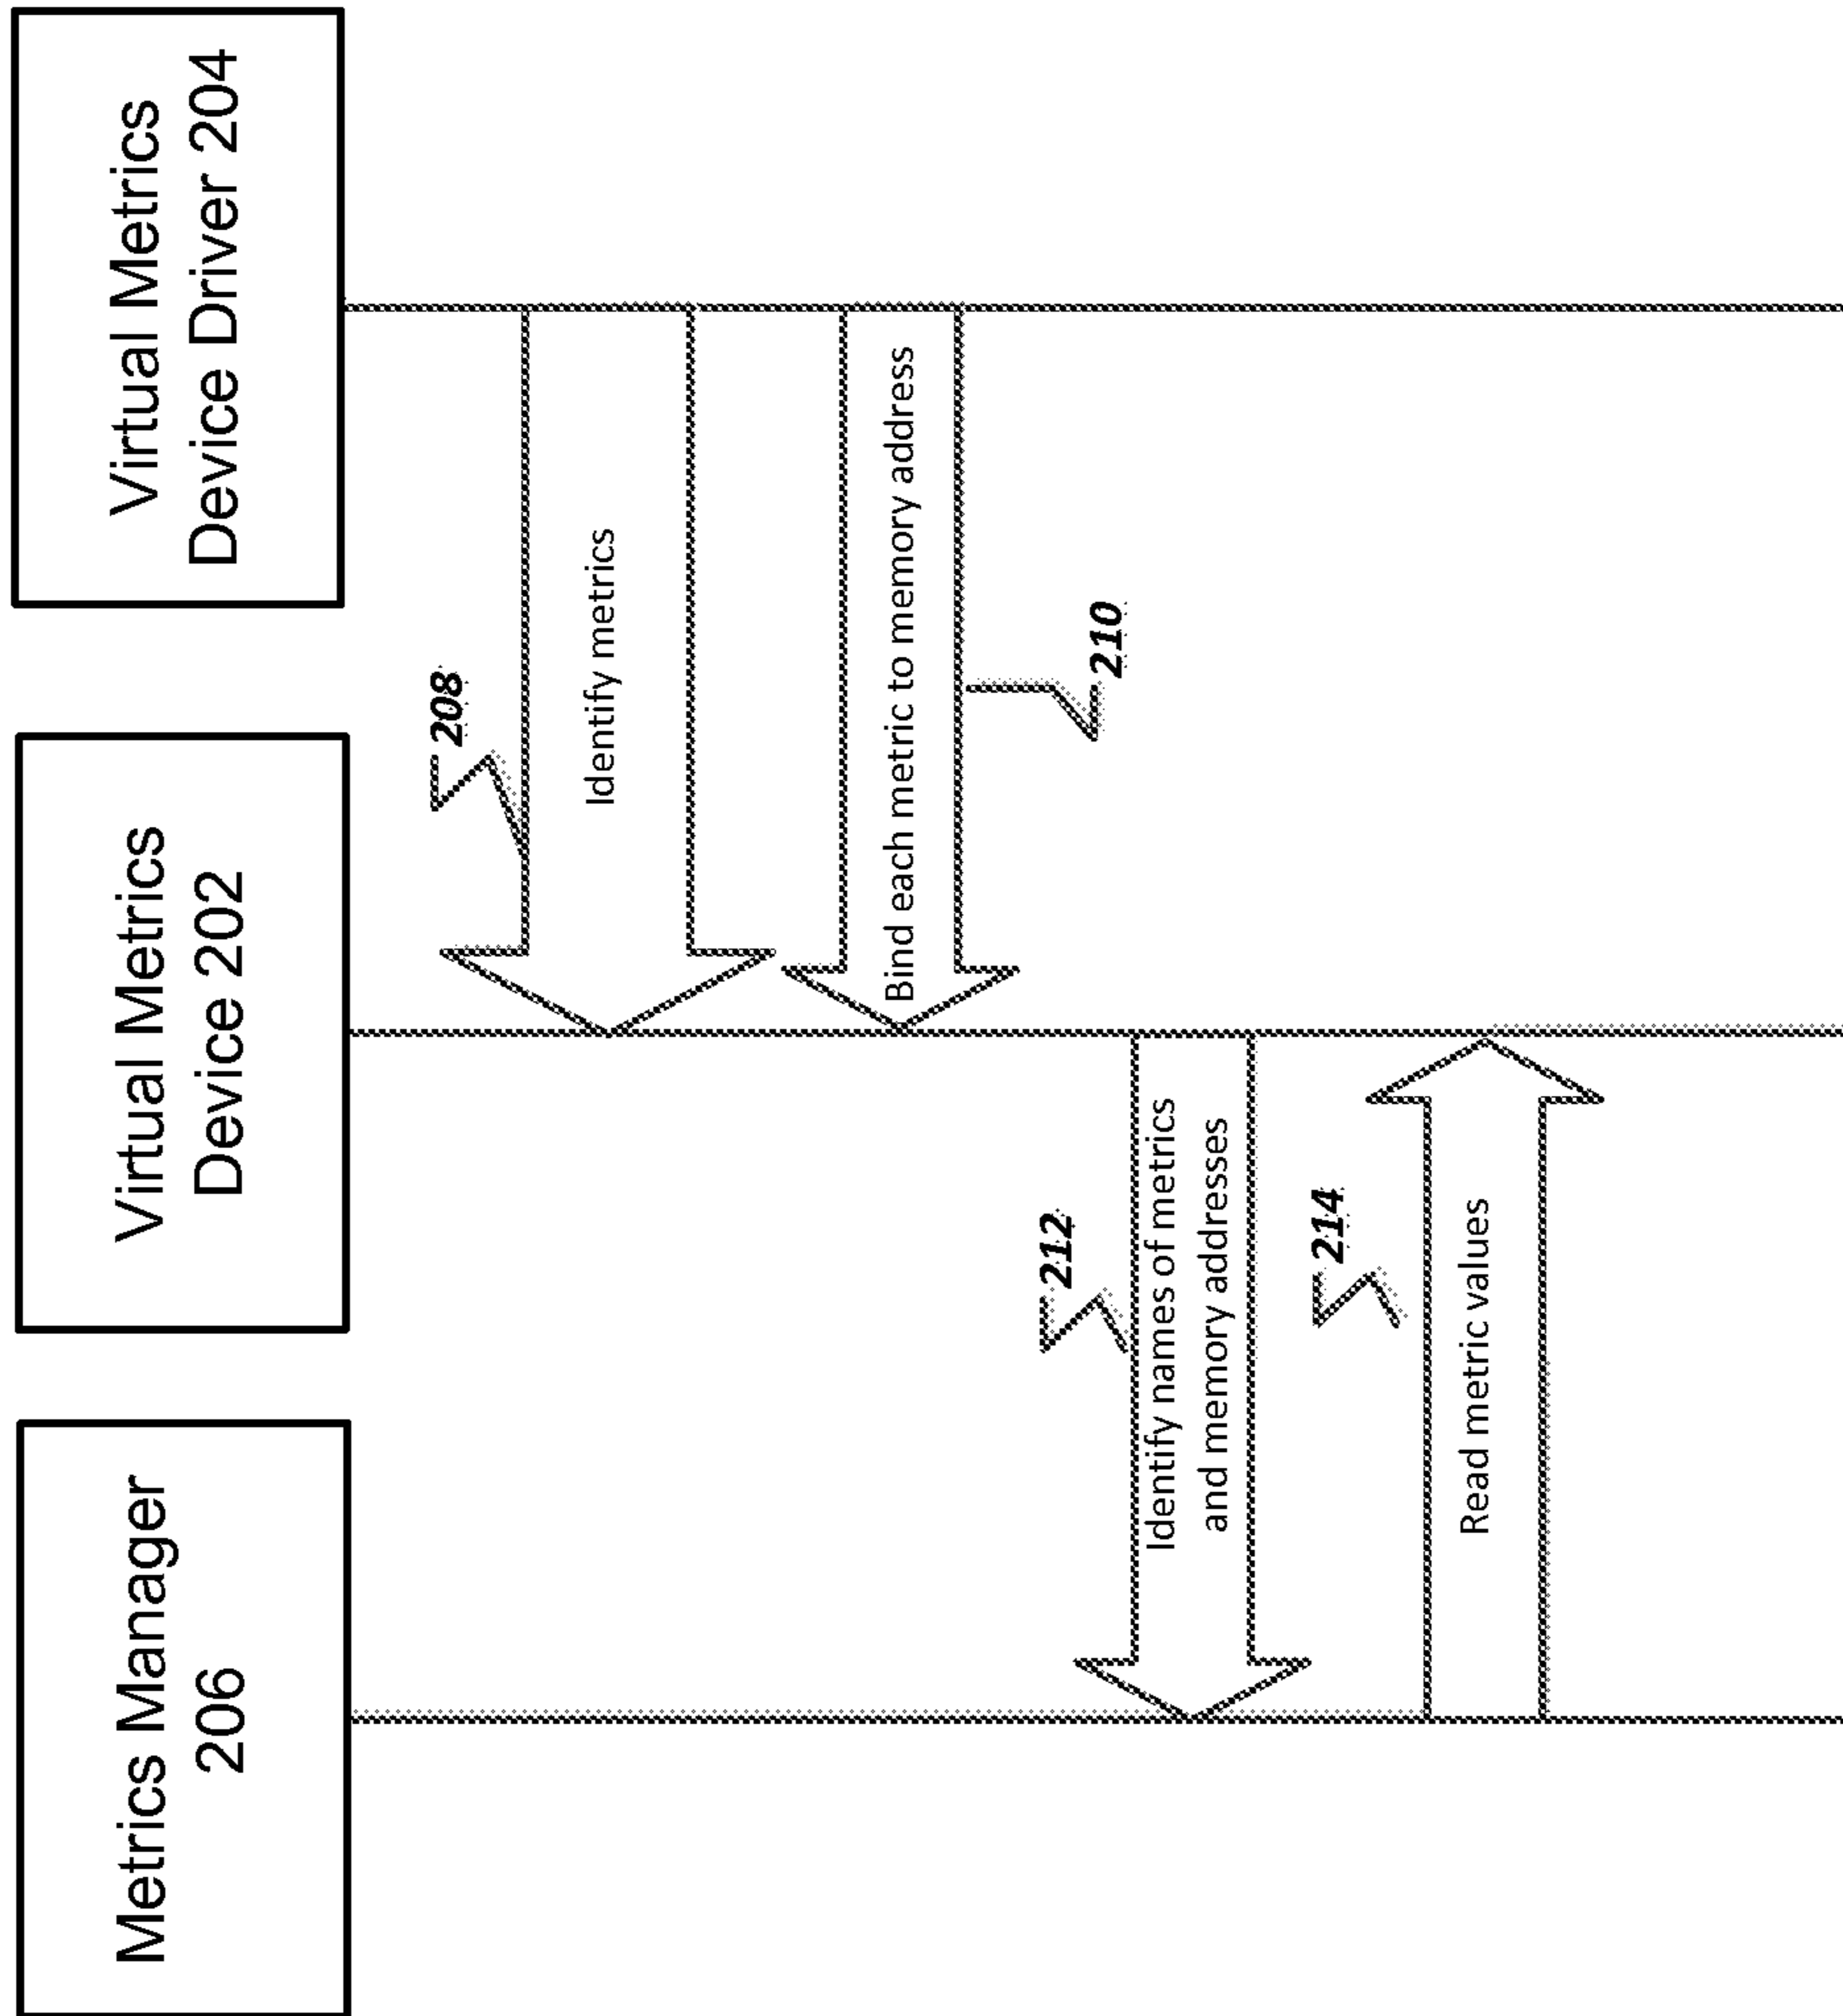 Metrics Manager
206
Virtual Metrics
Device 202
Virtual Metrics
Device Driver 204
208
Identify metrics
Bind each metric to memory address
210
212
Identify names of metrics
and memory addresses
214
Read metric values